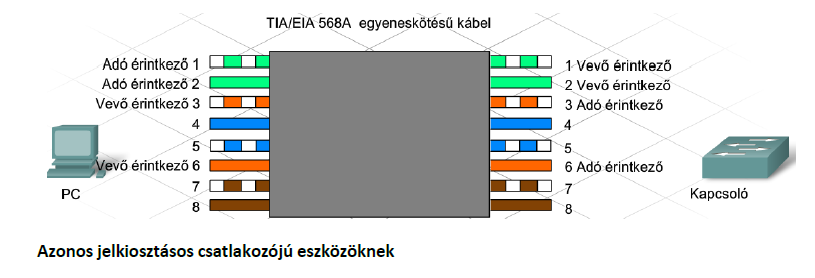 TIA/EIA 568A egyeneskötésű kábel
Adó érintkező 1
Adó érintkező 2
Vevő érintkező 3
4
5
Vevő érintkező 6
7
8
PC
1 Vevő érintkező
2 Vevő érintkező
3 Adó érintkező
4
5
6 Adó érintkező
7
8
Kapcsoló
Azonos jelkiosztásos csatlakozójú eszközöknek